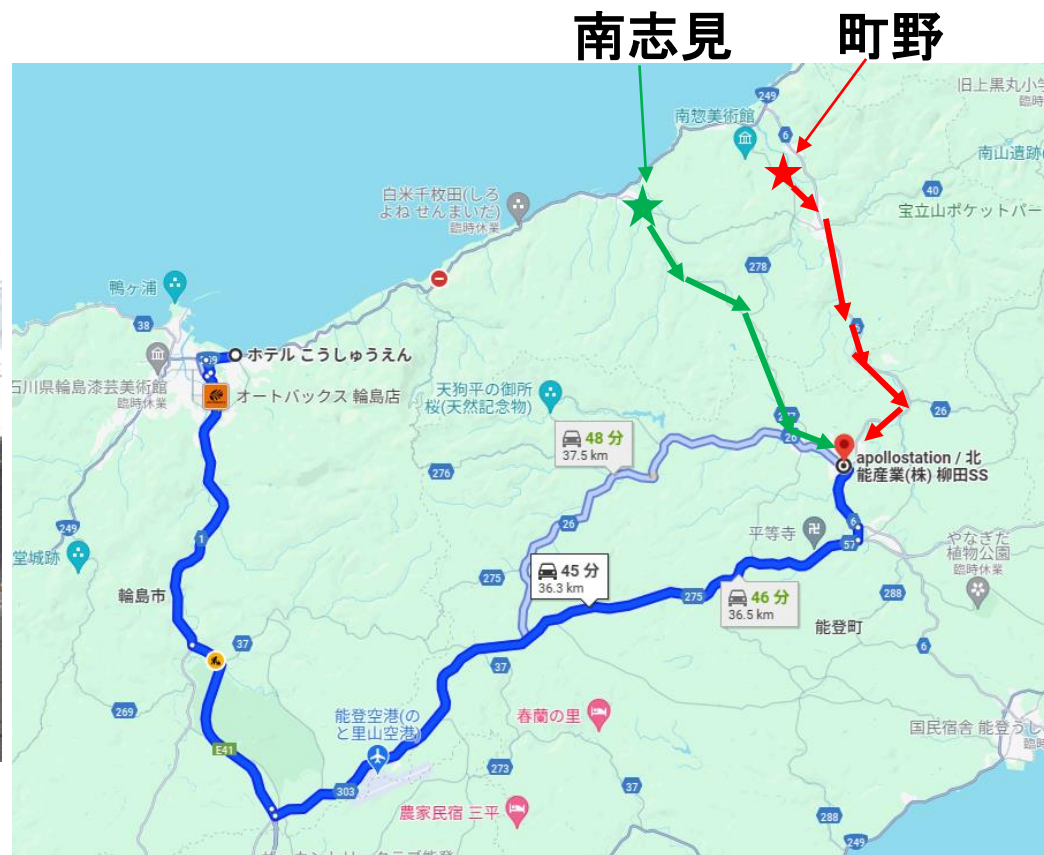 南志見
町野
249
旧上黒丸小学
臨時
南惣美術館
6
南山遺跡(
40
白米千枚田(しろ
よね せんまいだ)
臨時休業
宝立山ポケットパー
278
鴨ヶ浦
38
ホテル こうしゅうえん
石川県輪島漆芸美術館
臨時休業
オートバックス 輪島店
天狗平の御所
桜(天然記念物)
26
26
48 分
37.5 km
apollostation / 北
能産業(株) 柳田SS
276
249
26
6
1
平等寺
57
やなぎだ
植物公園
臨時休業
堂城跡
45 分
36.3 km
275
輪島市
275
46 分
36.5 km
288
能登町
37
37
6
269
能登空港(の
と里山空港)
春蘭の里
国民宿舎 能登うし
臨時
E41
273
303
37
農家民宿 三平
288
249